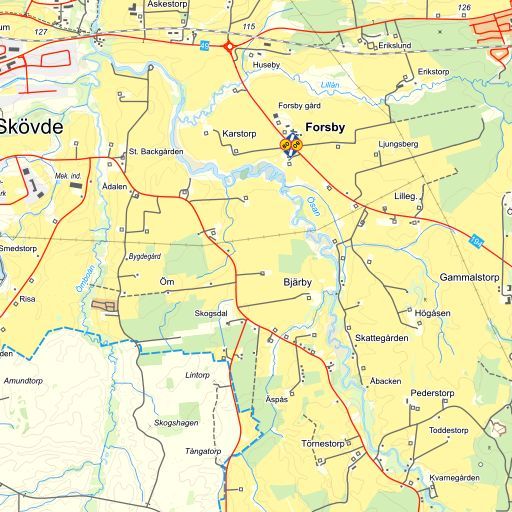 Askestorp
127
115
126
49
Huseby
Erikslund
Erikstorp
Lillån
Forsby gård
Skövde
Karstorp
Forsby
Ljungsberg
St. Backgården
Mek. ind.
Ådalen
Lilleg.
Ösan
194
Smedstorp
Bygdegård
Ömboån
Öm
Bjärby
Gammalstorp
Risa
Skogsdal
Högåsen
Skattegården
Amundtorp
Lintorp
Åbacken
Pederstorp
Äspås
Skogshagen
Toddestorp
Törnestorp
Tångatorp
Kvarnegården